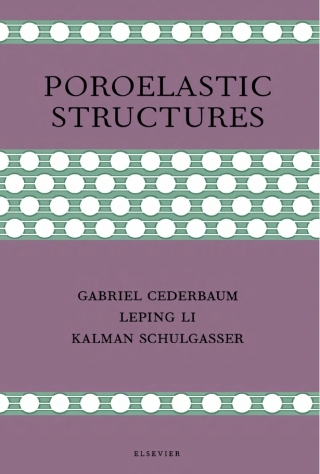 POROELASTIC
STRUCTURES
GABRIEL CEDERBAUM
LEPING LI
KALMAN SCHULGASSER
ELSEVIER